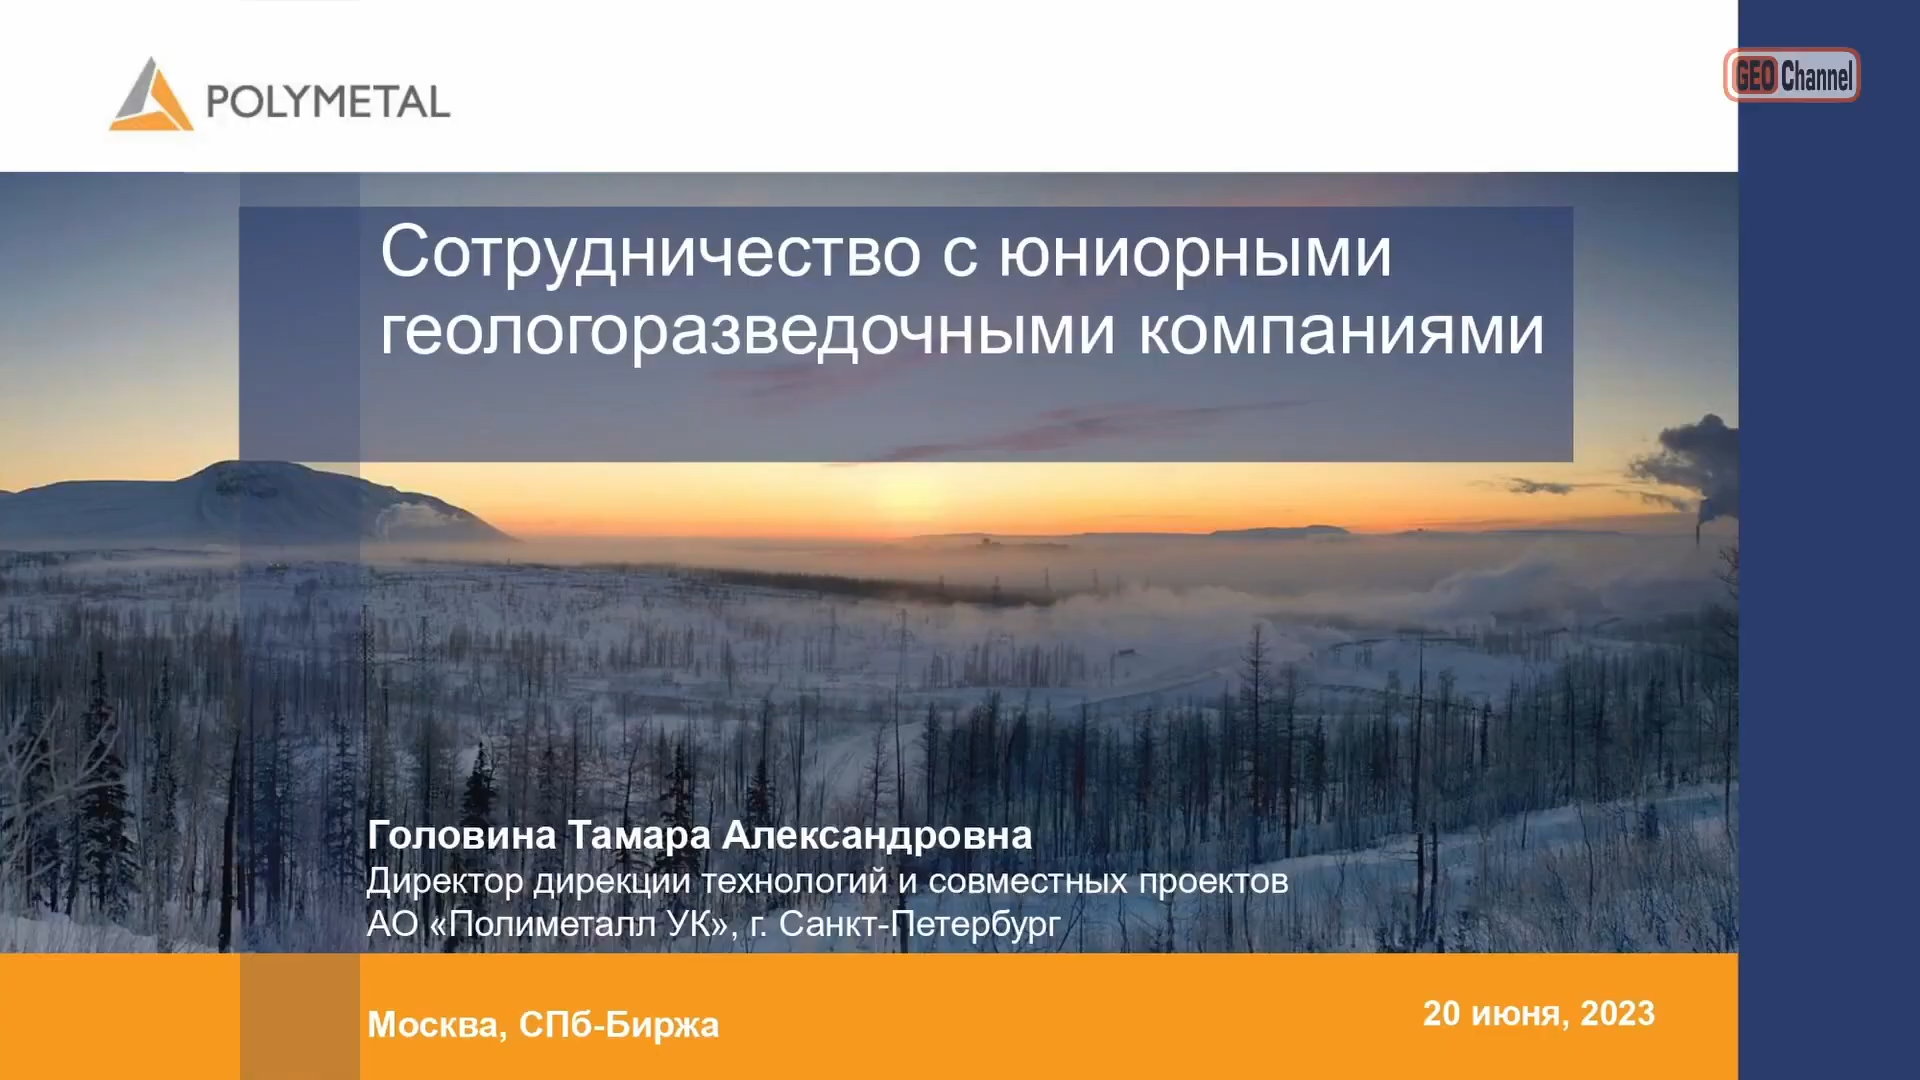 POLYMETAL
GEO Channel
Сотрудничество с юниорными
геологоразведочными компаниями
Головина Тамара Александровна
Директор дирекции технологий и совместных проектов
АО «Полиметалл УК», г. Санкт-Петербург
Москва, СПб-Биржа
20 июня, 2023